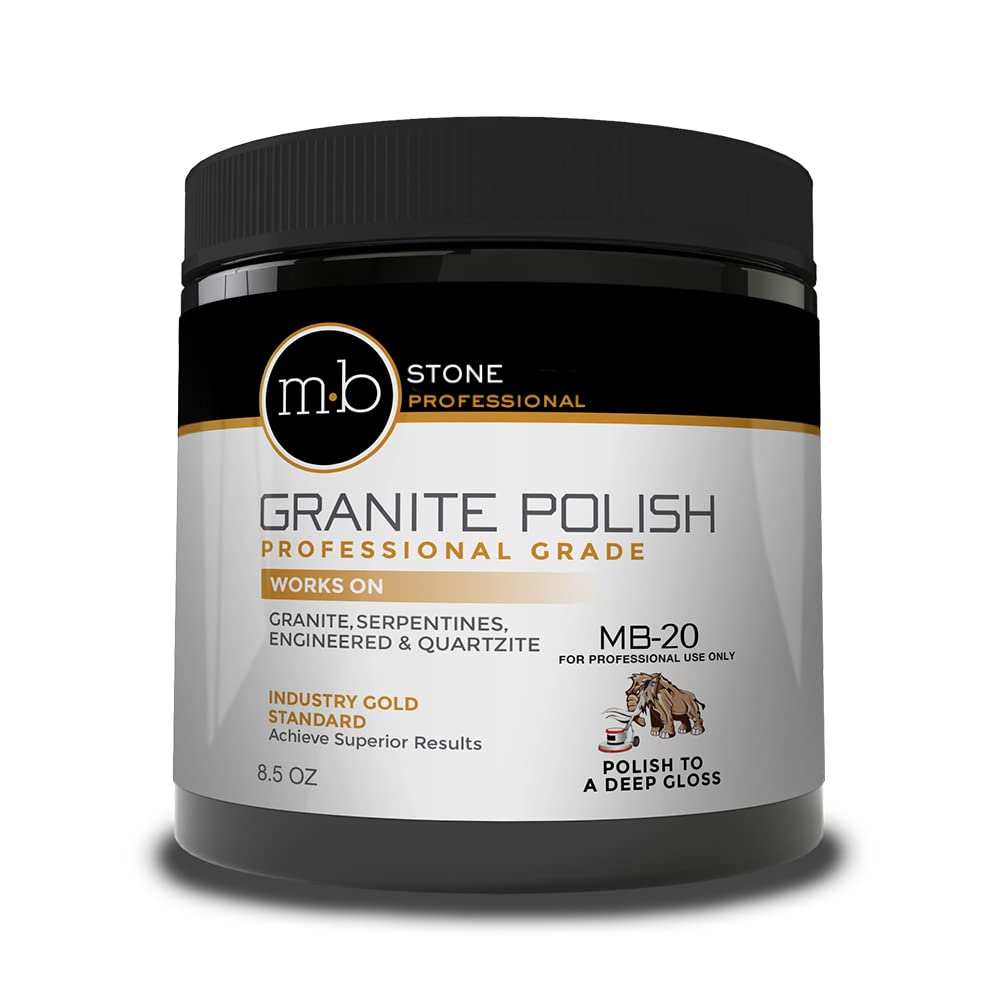 m·b
STONE
PROFESSIONAL
GRANITE POLISH
PROFESSIONAL GRADE
WORKS ON
GRANITE, SERPENTINES,
ENGINEERED & QUARTZITE
MB-20
FOR PROFESSIONAL USE ONLY
INDUSTRY GOLD
STANDARD
Achieve Superior Results
8.5 OZ
POLISH TO
A DEEP GLOSS